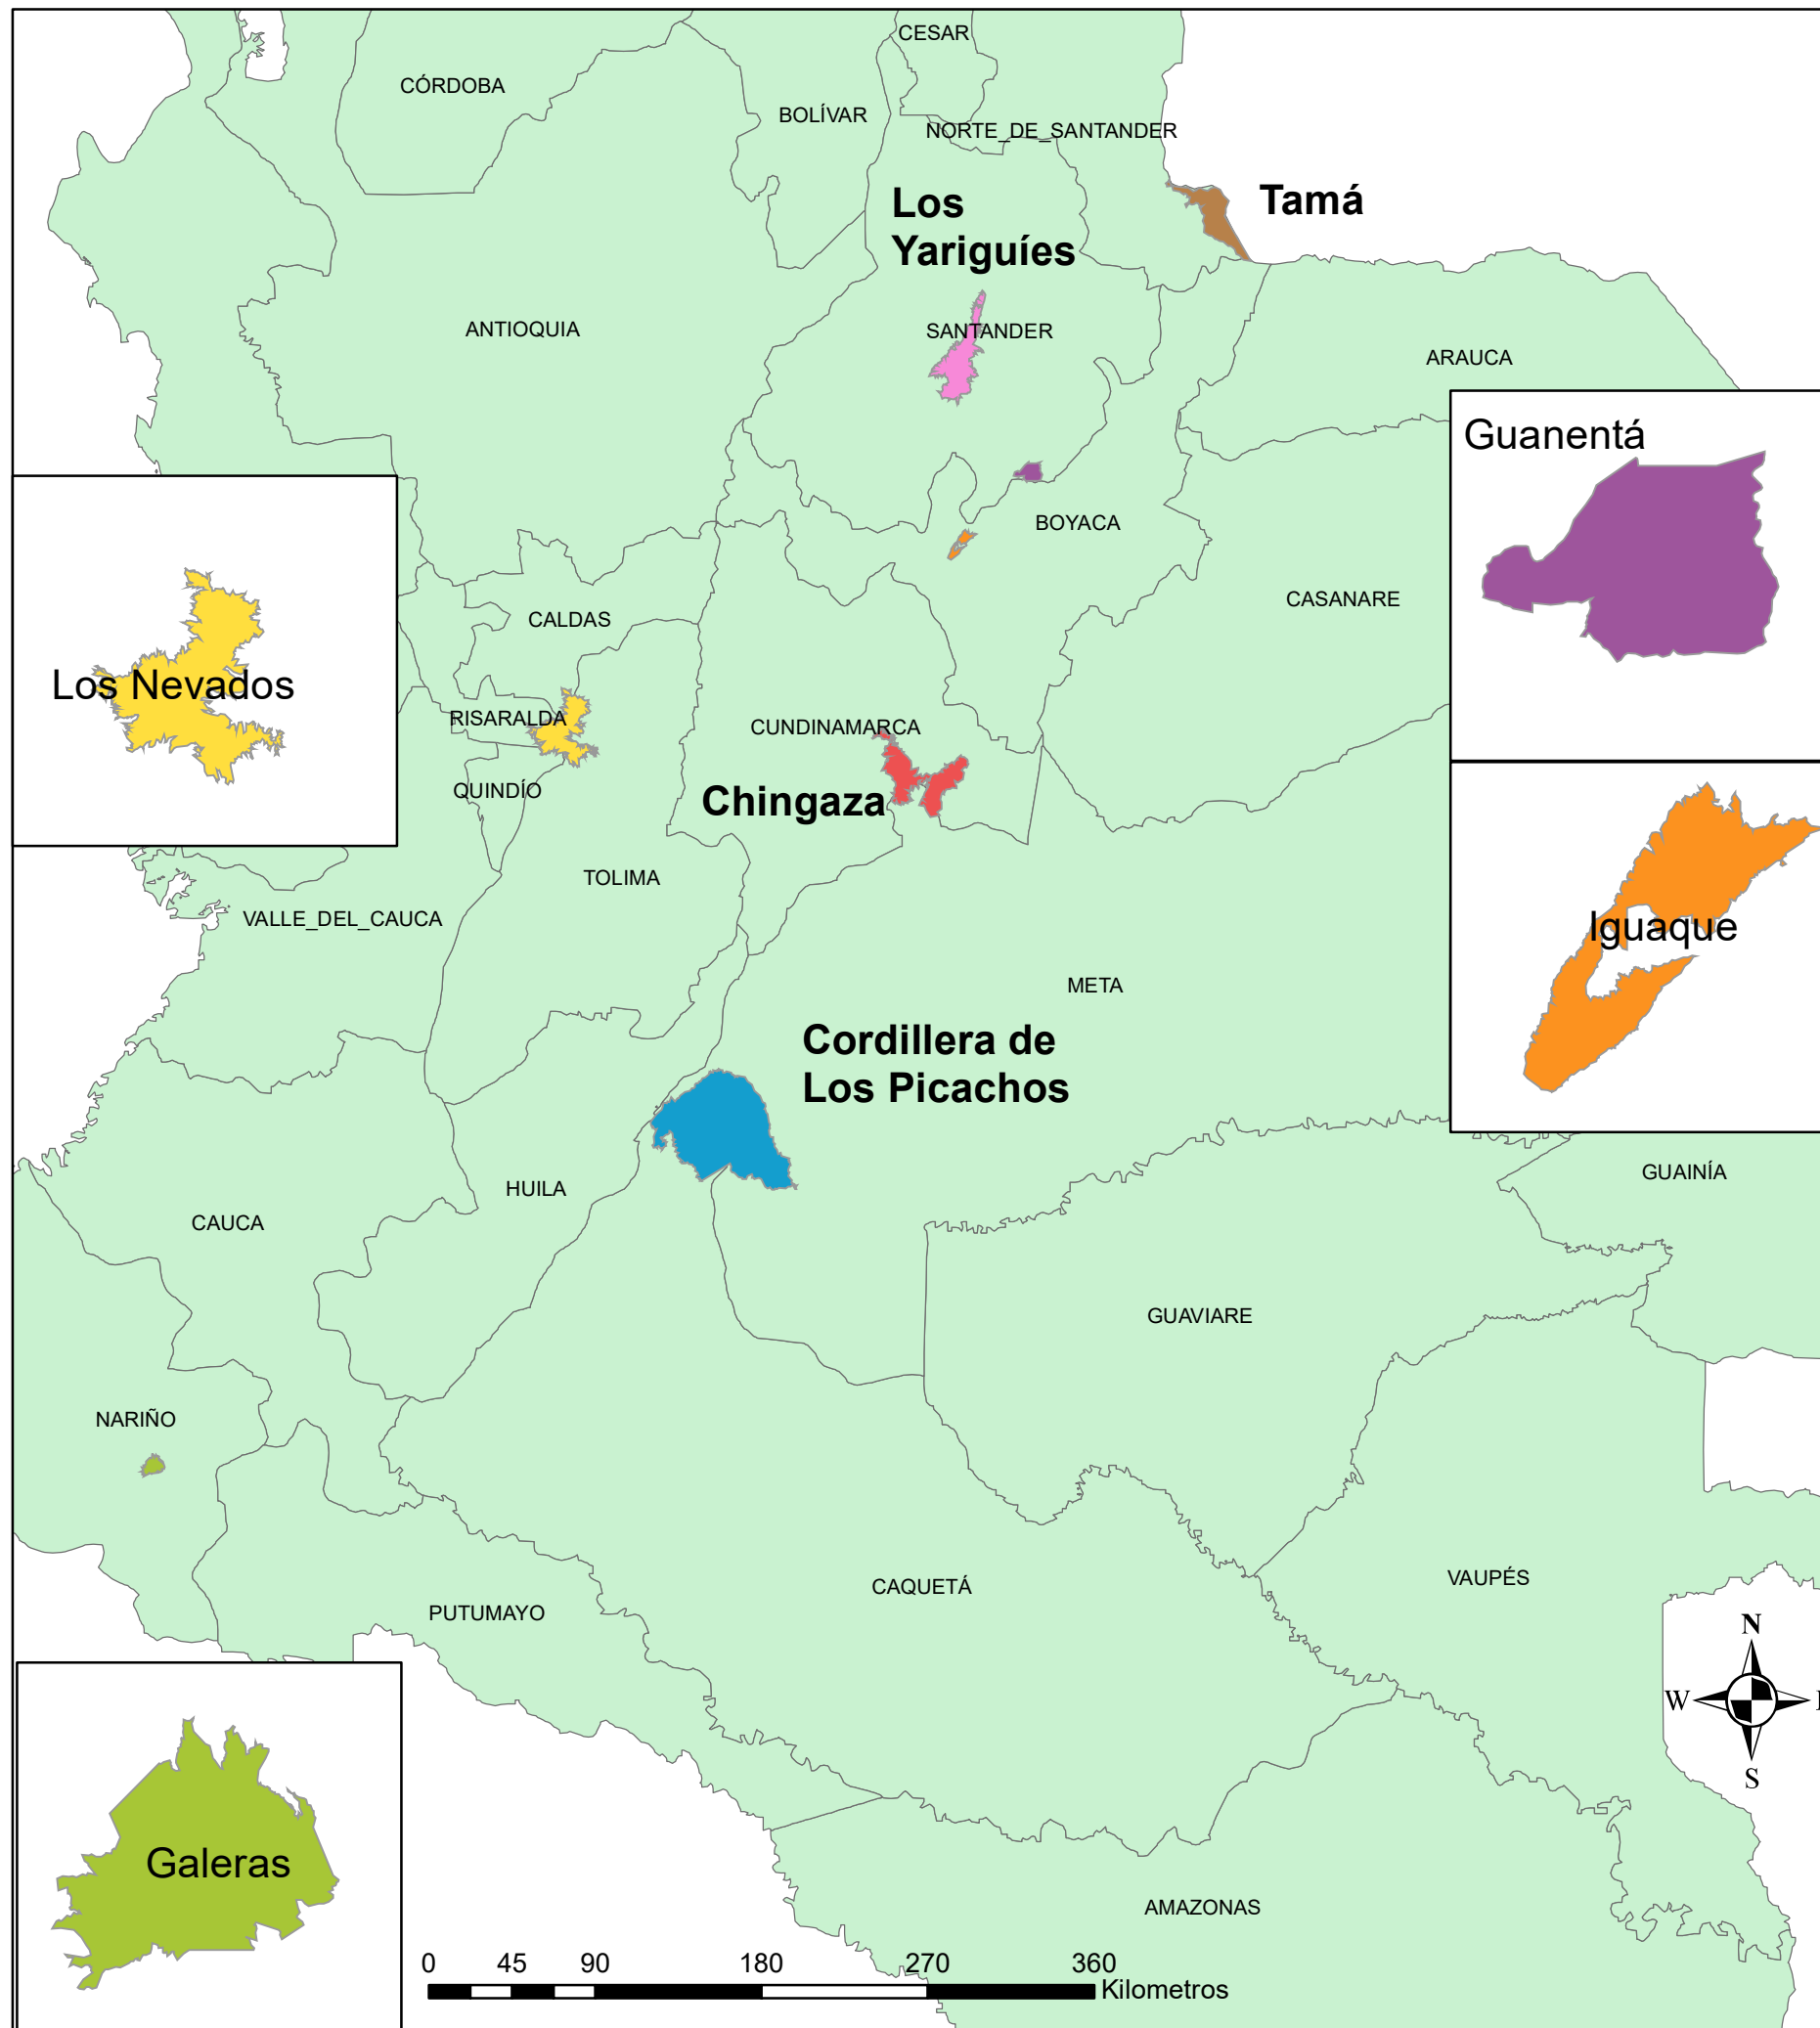 CESAR
CÓRDOBA
BOLÍVAR
NORTE_DE_SANTANDER
Los
Yariguíes
Tamá
ANTIOQUIA
SANTANDER
ARAUCA
Guanentá
BOYACA
CASANARE
CALDAS
Los Nevados
RISARALDA
CUNDINAMARCA
QUINDÍO
Chingaza
TOLIMA
VALLE_DEL_CAUCA
Iguaque
META
Cordillera de
Los Picachos
GUAINÍA
HUILA
CAUCA
GUAVIARE
NARIÑO
CAQUETÁ
VAUPÉS
PUTUMAYO
N
W
S
Galeras
AMAZONAS
0 45 90 180 270 360
Kilometros